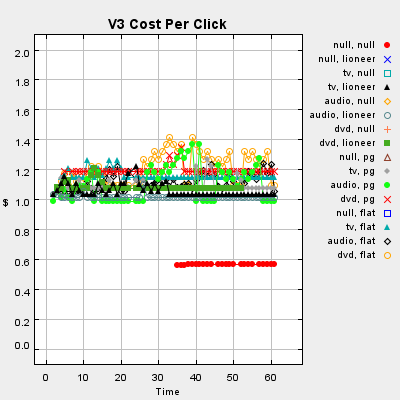 V3 Cost Per Click
2.0
1.8
1.6
1.4
1.2
1.0
0.8
0.6
0.4
0.2
0.0
$
0 10 20 30 40 50 60
Time
null, null
null, lioneer
tv, null
tv, lioneer
audio, null
audio, lioneer
dvd, null
dvd, lioneer
null, pg
tv, pg
audio, pg
dvd, pg
null, flat
tv, flat
audio, flat
dvd, flat